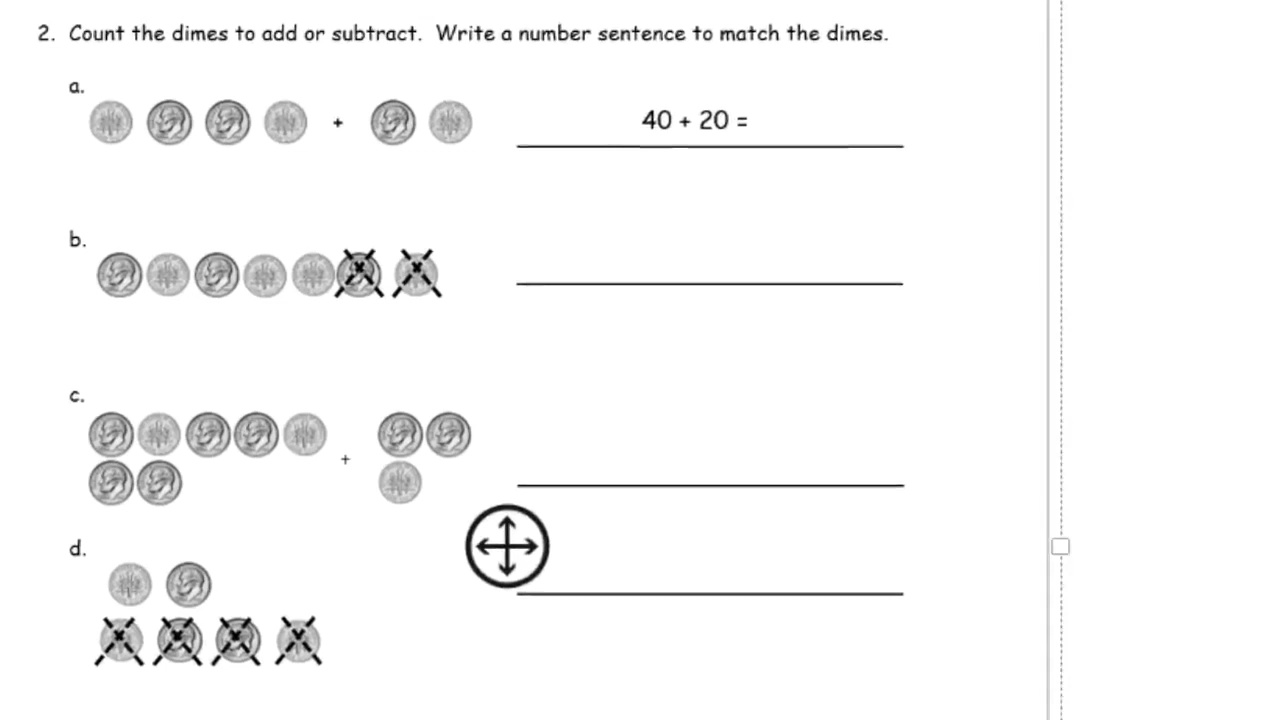 2. Count the dimes to add or subtract. Write a number sentence to match the dimes.
a.
+
40 + 20 =
b.
c.
+
d.